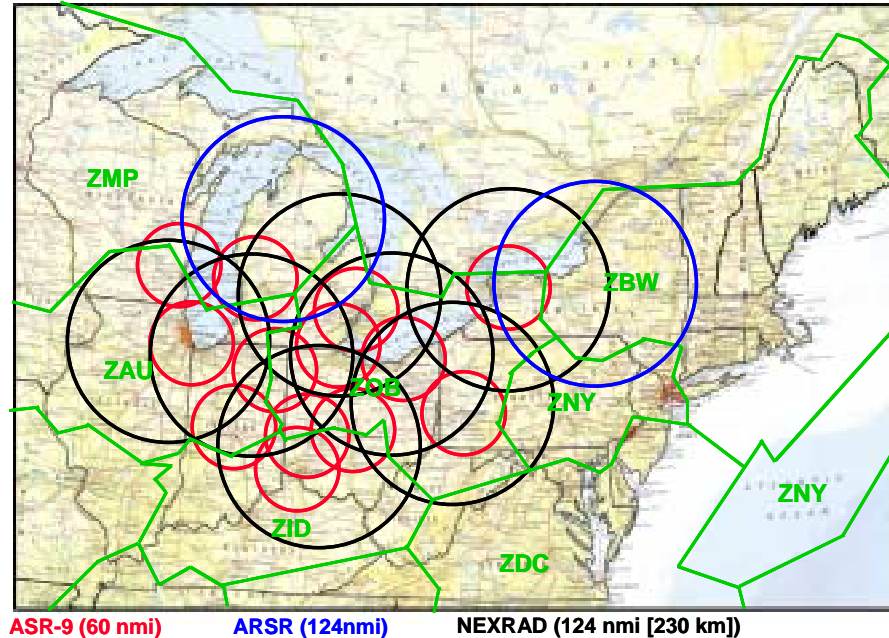 ZMP
ZBW
ZAU
ZOB
ZNY
ZNY
ZID
ZDC
ASR-9 (60 nmi) ARSR (124nmi) NEXRAD (124 nmi [230 km])